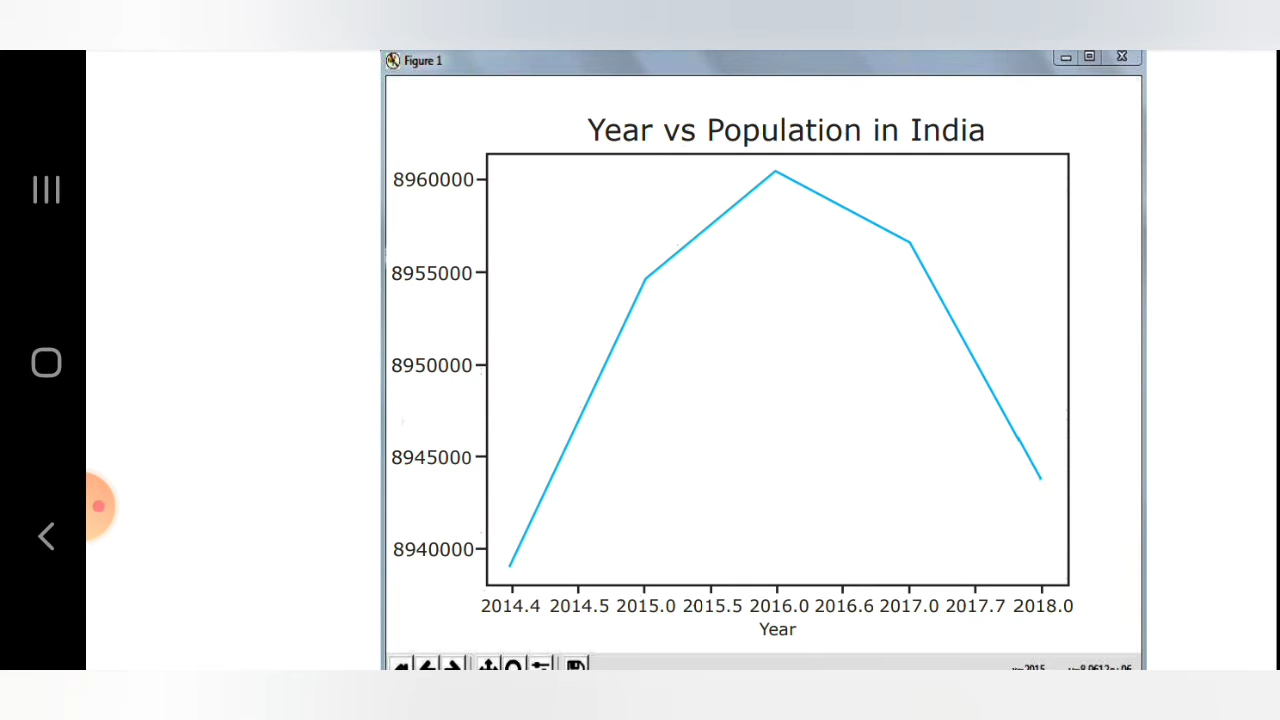 Figure 1
Year vs Population in India
8960000
8955000
8950000
8945000
8940000
2014.4 2014.5 2015.0 2015.5 2016.0 2016.6 2017.0 2017.7 2018.0
Year